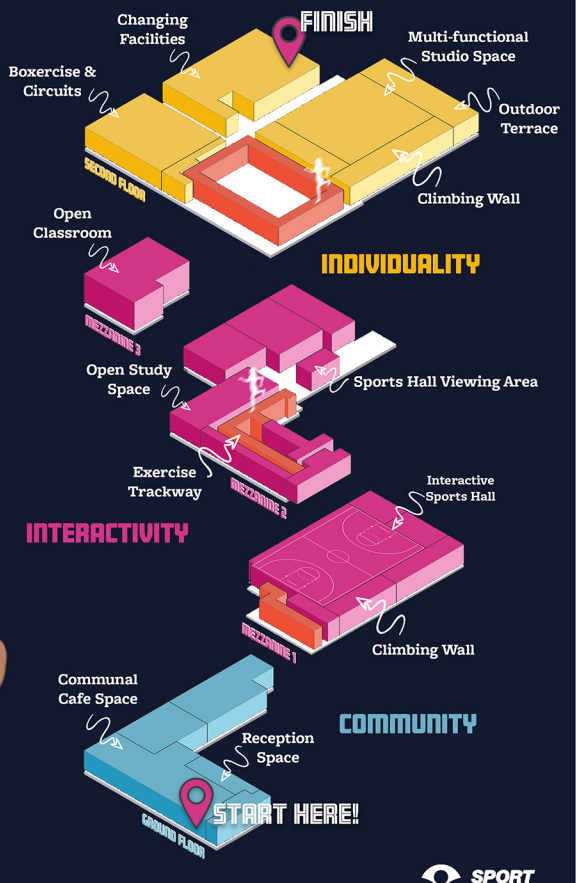 FINISH
Changing
Facilities
Multi-functional
Studio Space
Boxercise &
Circuits
Outdoor
Terrace
SECOND FLOOR
Climbing Wall
Open
Classroom
INDIVIDUALITY
MEZZANINE 3
Open Study
Space
Sports Hall Viewing Area
Exercise
Trackway
MEZZANINE 2
Interactive
Sports Hall
INTERACTIVITY
MEZZANINE 1
Climbing Wall
Communal
Cafe Space
COMMUNITY
Reception
Space
START HERE!
GROUND FLOOR
SPORT